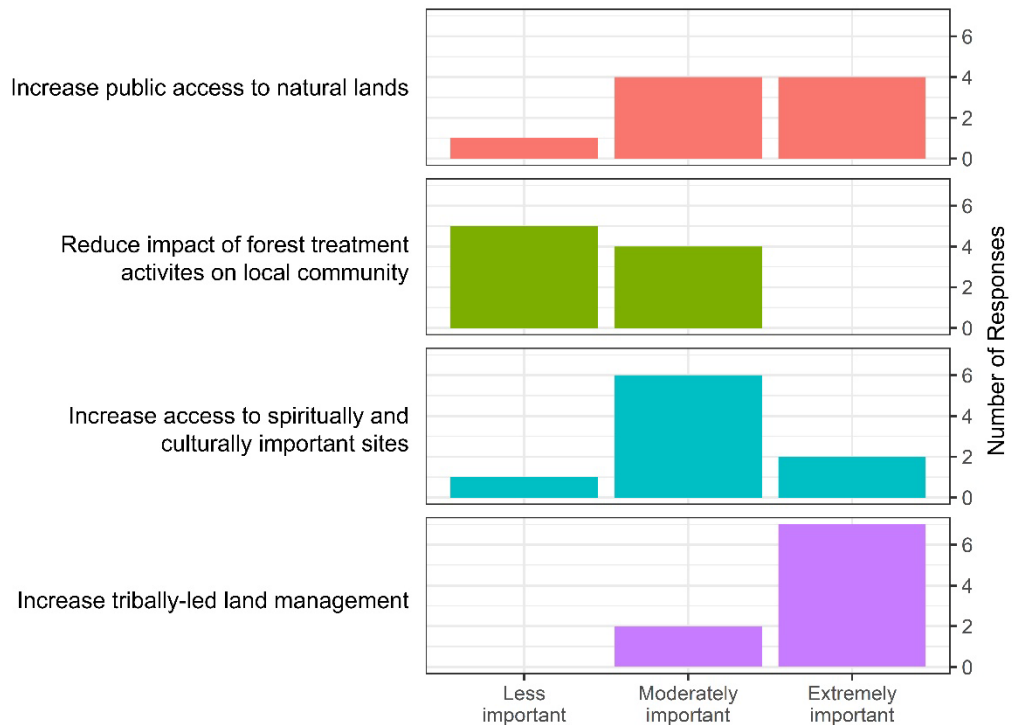 Increase public access to natural lands
6
4
2
0
Reduce impact of forest treatment
activites on local community
6
4
2
0
Increase access to spiritually and
culturally important sites
6
4
2
0
Increase tribally-led land management
6
4
2
0
Number of Responses
Less
important
Moderately
important
Extremely
important